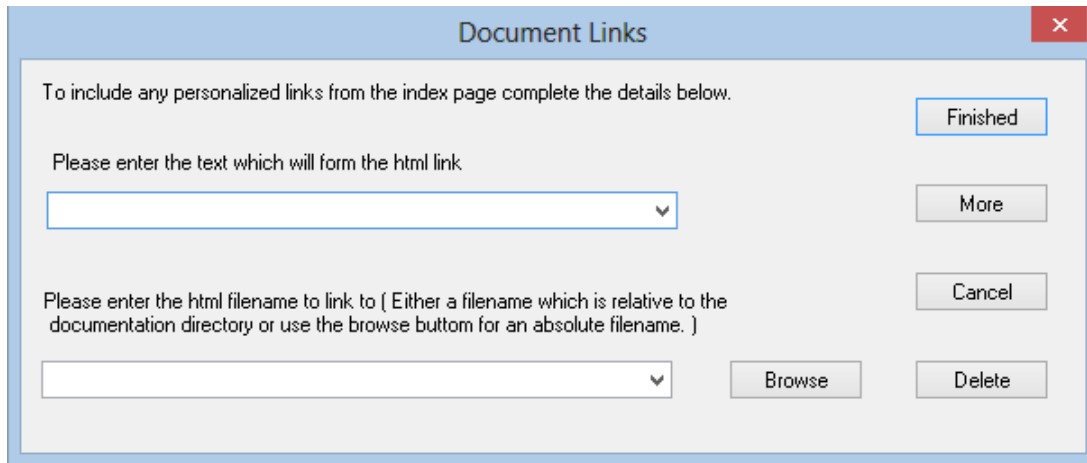 Document Links
To include any personalized links from the index page complete the details below.
Finished
Please enter the text which will form the html link
More
Cancel
Please enter the html filename to link to ( Either a filename which is relative to the
documentation directory or use the browse buttom for an absolute filename. )
Browse
Delete